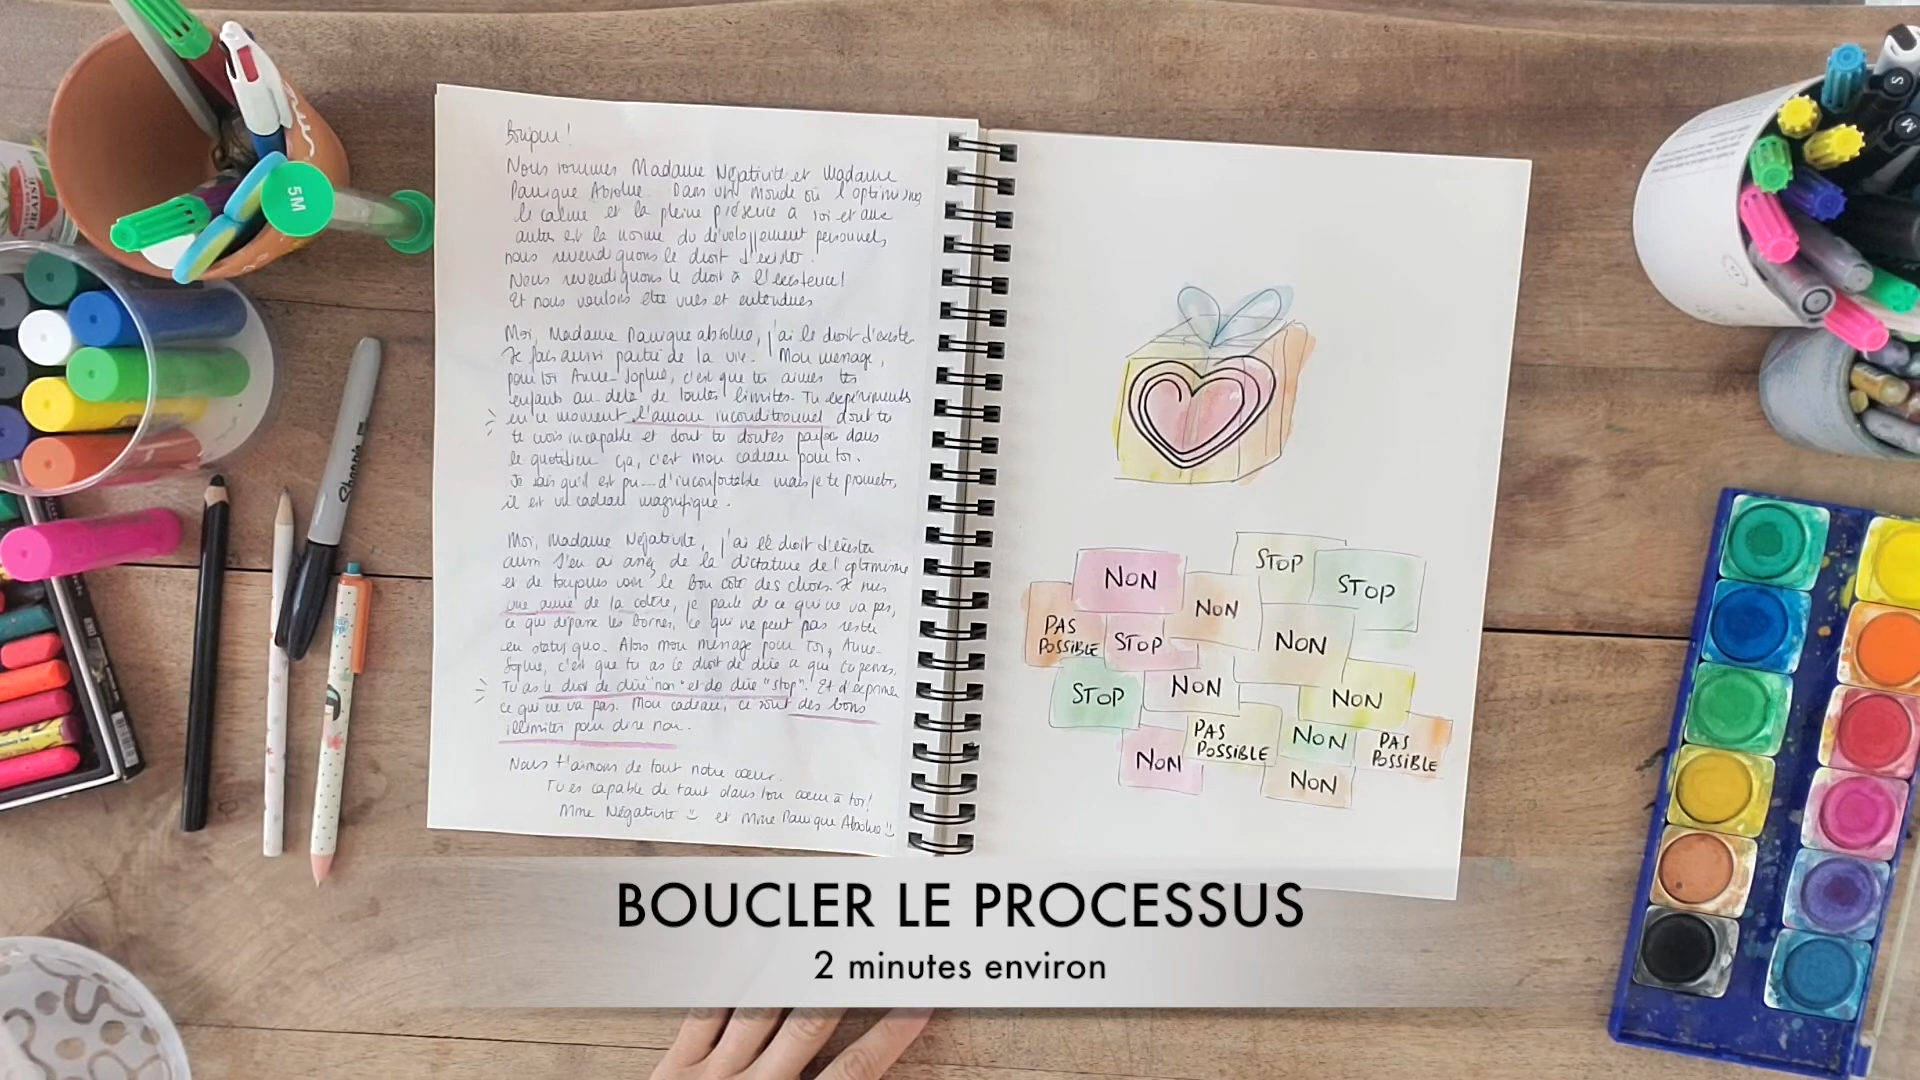 Bonjour!
Nous sommes Madame Négativité et Madame
Panique Absolue. Dans un monde où l'optimisme
le calme et la pleine présence à soi et aux
autres est la norme du développement personnel,
nous revendiquons le droit d'exister!
Nous revendiquons le droit à l'existence!
Et nous voulons être vues et entendues
Moi, Madame Panique absolue, j'ai le droit d'exister
Je fais aussi partie de la vie. Mon message,
pour toi Anne-Sophie, c'est que tu aimes tes
enfants au-delà de toutes limites. Tu expérimentes
en ce moment l'amour inconditionnel dont tu
te crois incapable et dont tu doutes parfois dans
le quotidien. Ça, c'est mon cadeau pour toi.
Je sais qu'il est d'inconfortable mais je te promets,
il est un cadeau magnifique.
Moi, Madame Négativité, j'ai le droit d'exister
aussi. J'en ai assez de la dictature de l'optimisme
et de toujours voir le bon côté des choses. Je suis
une amie de la colère, je parle de ce qui ne va pas,
ce qui dépasse les bornes, ce qui ne peut pas rester
en status quo. Alors mon message pour toi, Anne-
Sophie, c'est que tu as le droit de dire ce que tu penses.
Tu as le droit de dire "non" et de dire "stop". Et d'exprimer
ce qui ne va pas. Mon cadeau, ce sont des bons
illimités pour dire non.
Nous t'aimons de tout notre cœur.
Tu es capable de tout dans ton cœur à toi!
Mme Négativité et Mme Panique Absolue
NON
STOP
STOP
NON
PAS
POSSIBLE
STOP
NON
STOP
NON
NON
PAS
POSSIBLE
NON
PAS
POSSIBLE
NON
NON
5M
Sharpie
FRAISE
S
M
BOUCLER LE PROCESSUS
2 minutes environ